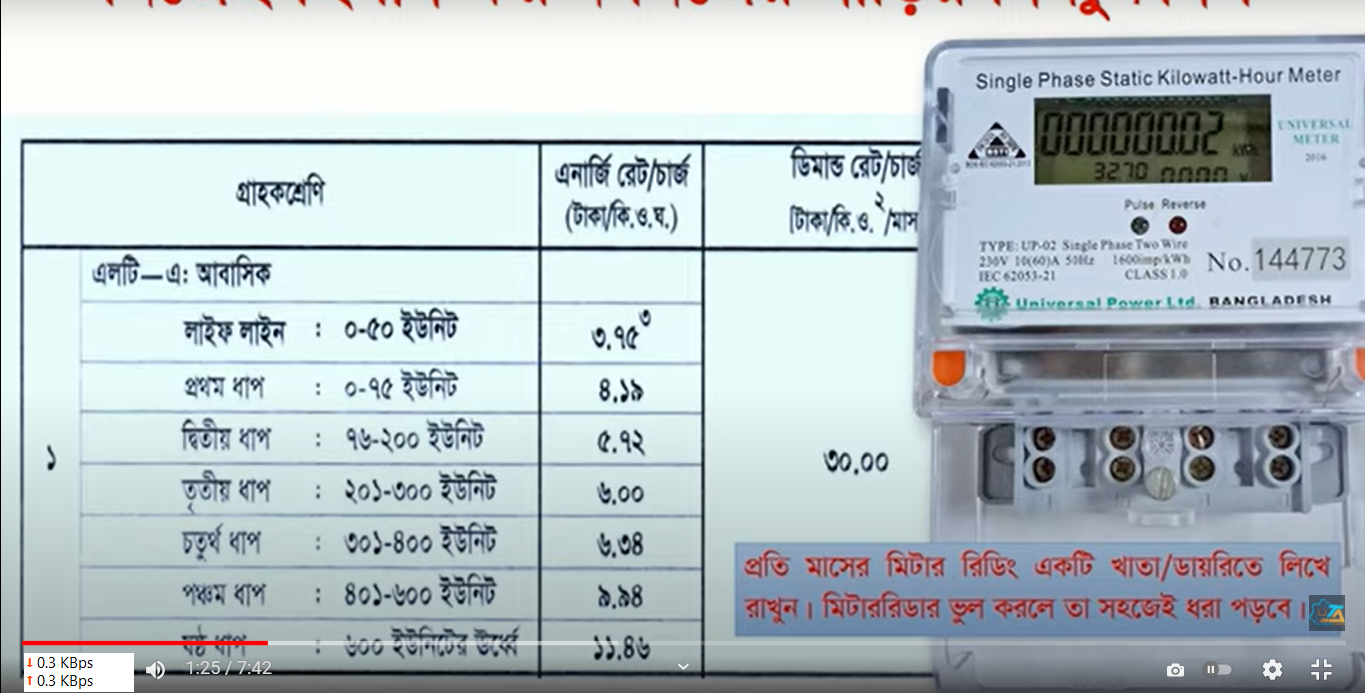 গ্রাহকশ্রেণি
এনার্জি রেট/চার্জ
(টাকা/কি.ও.ঘ.)
ডিমান্ড রেট/চার্জ
[টাকা/কি.ও.২/মাস
১
এলটি—এ: আবাসিক
লাইফ লাইন : ০-৫০ ইউনিট ৩.৭৫৩
প্রথম ধাপ : ০-৭৫ ইউনিট ৪.১৯
দ্বিতীয় ধাপ : ৭৬-২০০ ইউনিট ৫.৭২
তৃতীয় ধাপ : ২০১-৩০০ ইউনিট ৬.০০
চতুর্থ ধাপ : ৩০১-৪০০ ইউনিট ৬.৩৪
পঞ্চম ধাপ : ৪০১-৬০০ ইউনিট ৯.৯৪
ষষ্ঠ ধাপ : ৬০০ ইউনিটের উর্ধ্বে ১১.৪৬
৩০.০০
Single Phase Static Kilowatt-Hour Meter
00000002 kWh
3270 0000 V
UNIVERSAL
METER
2016
Pulse Reverse
TYPE: UP-02 Single Phase Two Wire
230V 10(60)A 50Hz 1600imp/kWh
IEC 62053-21 CLASS 1.0
No. 144773
Universal Power Ltd. BANGLADESH
প্রতি মাসের মিটার রিডিং একটি খাতা/ডায়রিতে লিখে
রাখুন। মিটাররিডার ভুল করলে তা সহজেই ধরা পড়বে।
↓ 0.3 KBps
↑ 0.3 KBps
1:25 / 7:42